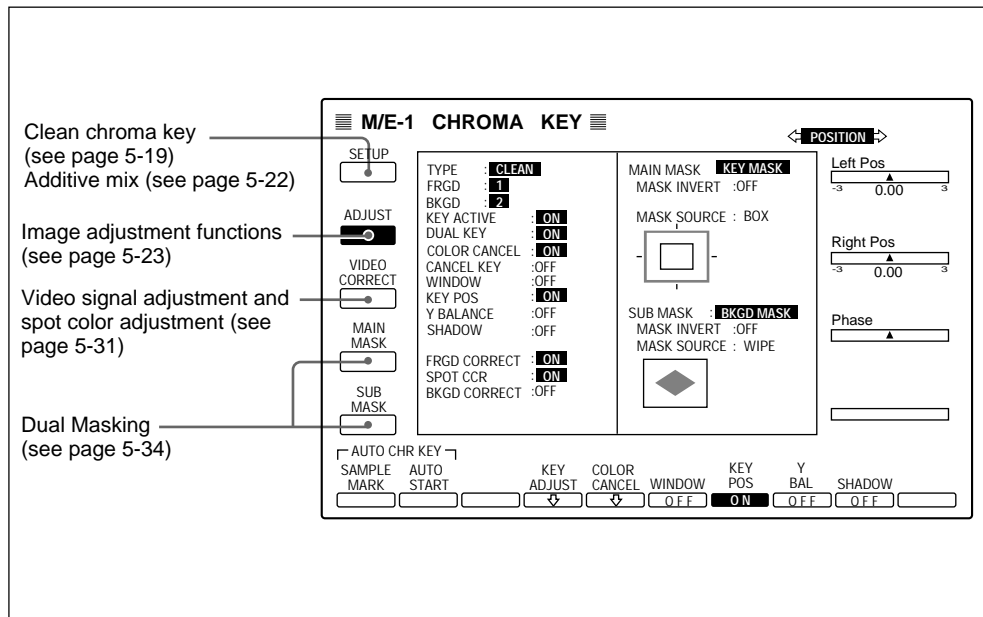 Clean chroma key
(see page 5-19)
Additive mix (see page 5-22)
Image adjustment functions
(see page 5-23)
Video signal adjustment and
spot color adjustment (see
page 5-31)
Dual Masking
(see page 5-34)
M/E-1 CHROMA KEY
POSITION
SETUP
ADJUST
VIDEO
CORRECT
MAIN
MASK
SUB
MASK
TYPE : CLEAN
FRGD : 1
BKGD : 2
KEY ACTIVE : ON
DUAL KEY : ON
COLOR CANCEL : ON
CANCEL KEY :OFF
WINDOW :OFF
KEY POS : ON
Y BALANCE :OFF
SHADOW :OFF
FRGD CORRECT : ON
SPOT CCR : ON
BKGD CORRECT :OFF
MAIN MASK KEY MASK
MASK INVERT :OFF
MASK SOURCE : BOX
SUB MASK : BKGD MASK
MASK INVERT :OFF
MASK SOURCE : WIPE
Left Pos
-3 0.00 3
Right Pos
-3 0.00 3
Phase
AUTO CHR KEY
SAMPLE
MARK
AUTO
START
KEY
ADJUST
COLOR
CANCEL
WINDOW
OFF
KEY
POS
ON
Y
BAL
OFF
SHADOW
OFF